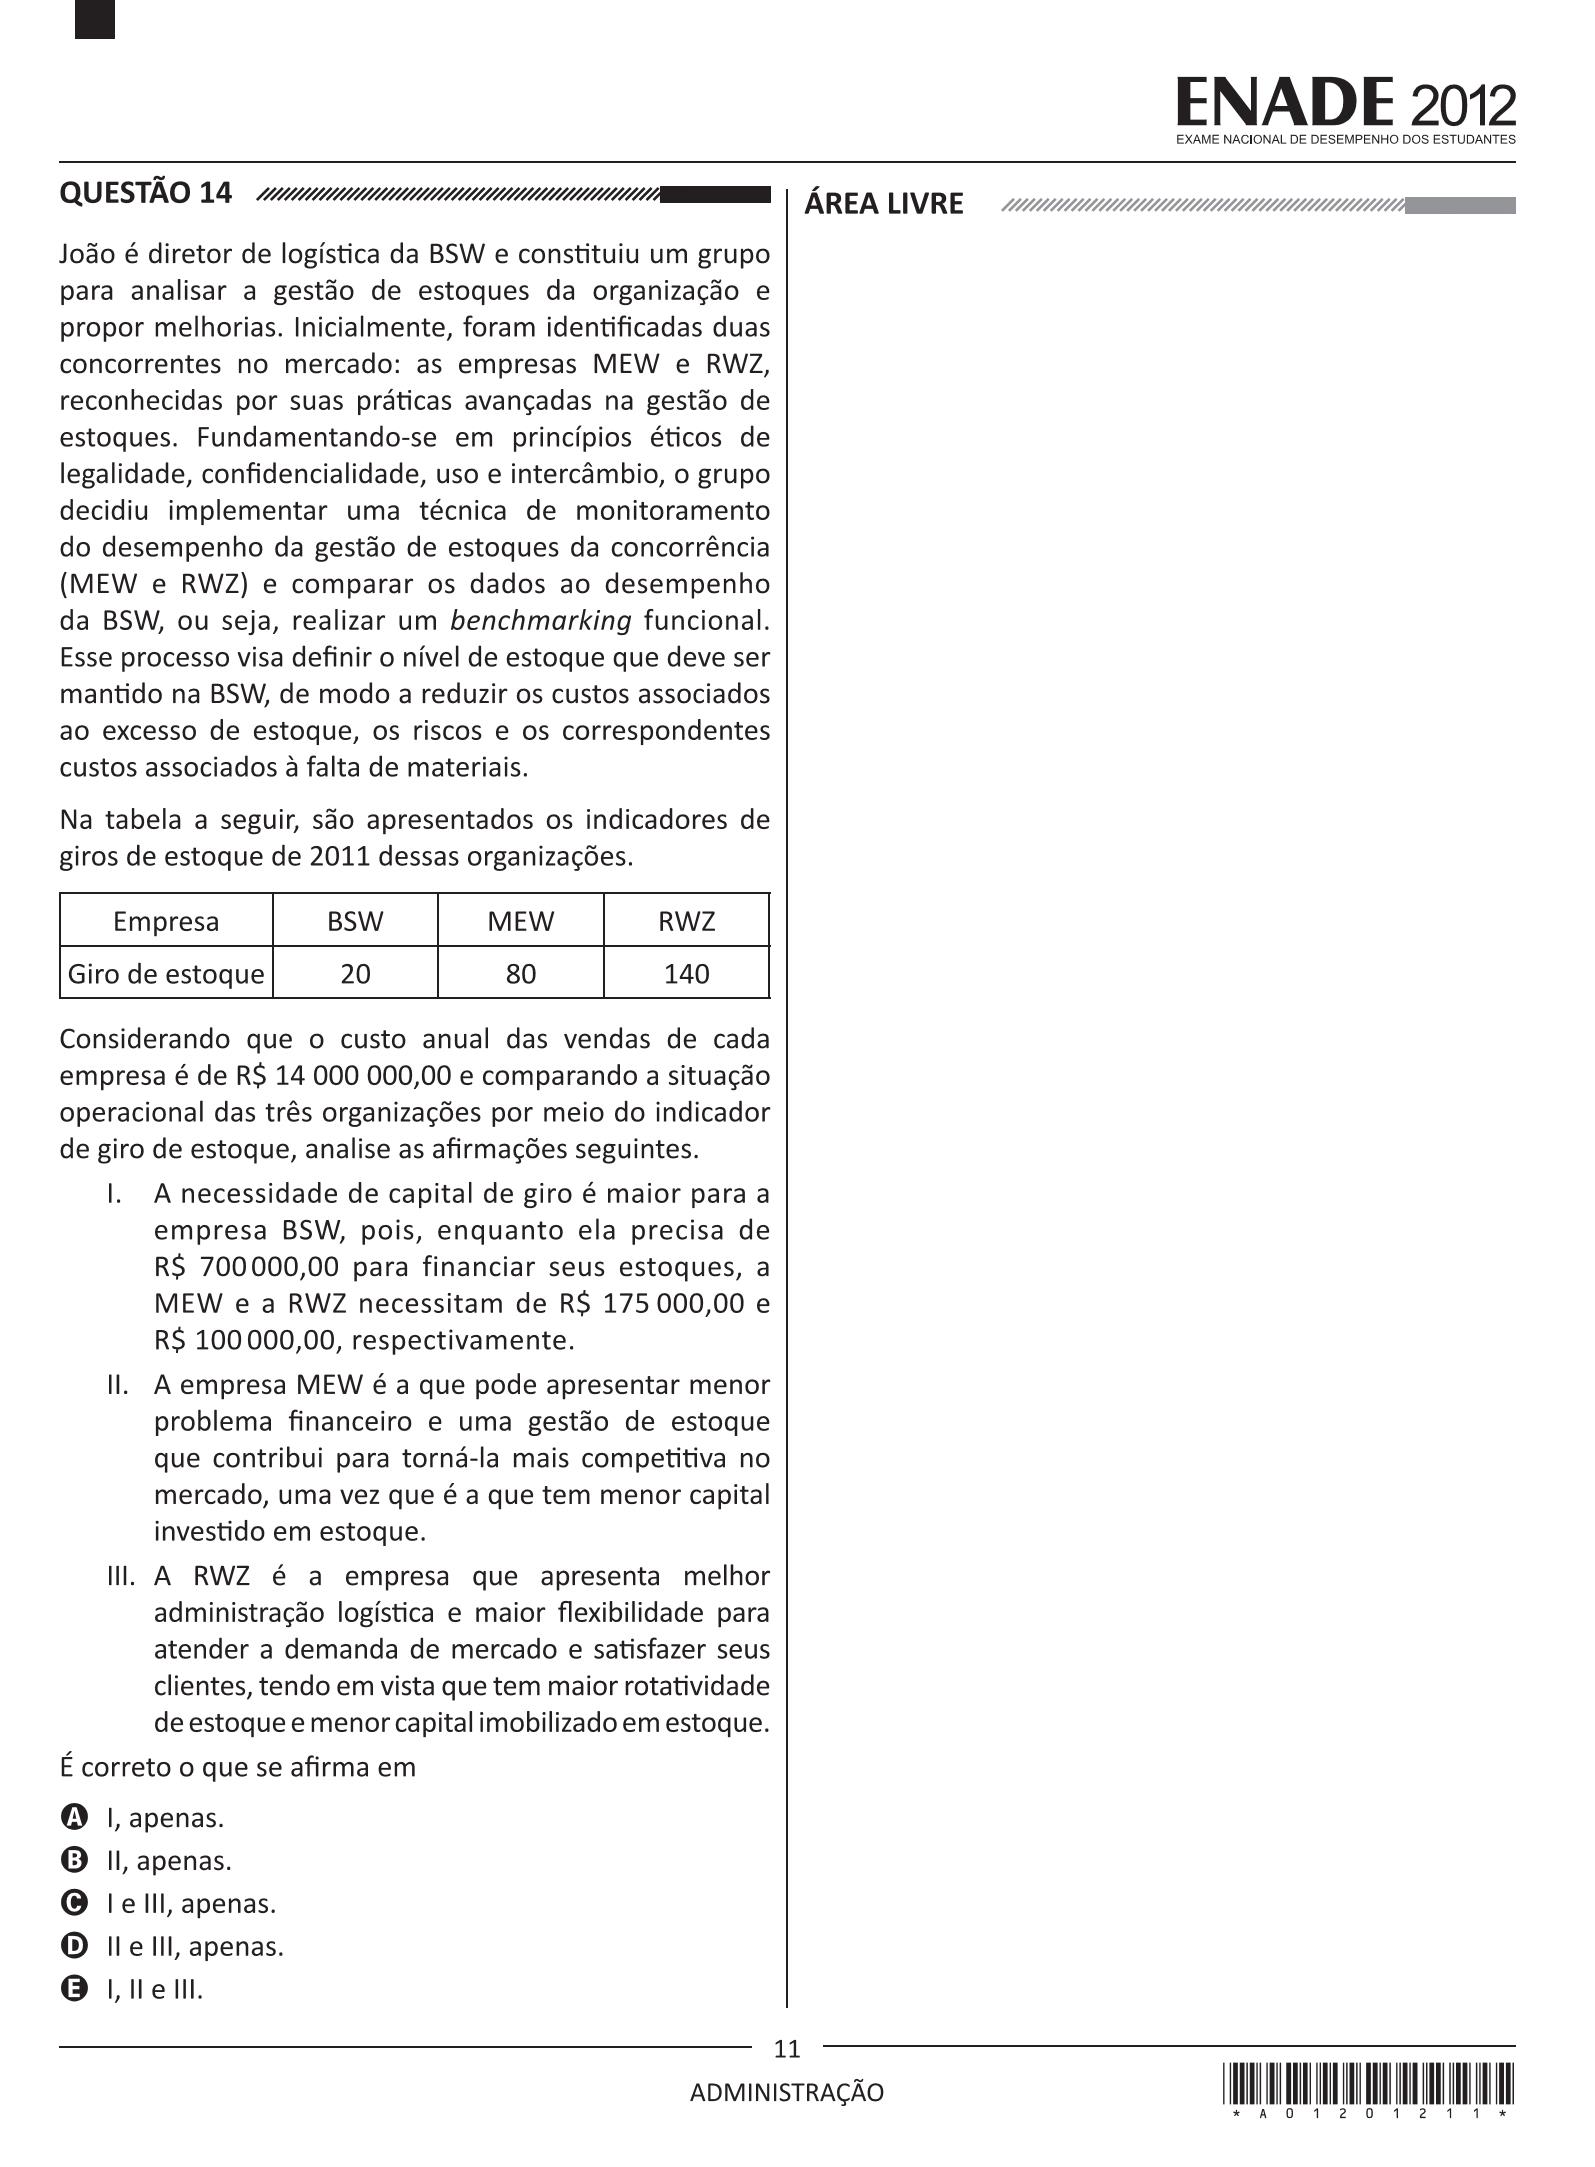 ENADE 2012
EXAME NACIONAL DE DESEMPENHO DOS ESTUDANTES
QUESTÃO 14
João é diretor de logística da BSW e constituiu um grupo
para analisar a gestão de estoques da organização e
propor melhorias. Inicialmente, foram identificadas duas
concorrentes no mercado: as empresas MEW e RWZ,
reconhecidas por suas práticas avançadas na gestão de
estoques. Fundamentando-se em princípios éticos de
legalidade, confidencialidade, uso e intercâmbio, o grupo
decidiu implementar uma técnica de monitoramento
do desempenho da gestão de estoques da concorrência
(MEW e RWZ) e comparar os dados ao desempenho
da BSW, ou seja, realizar um benchmarking funcional.
Esse processo visa definir o nível de estoque que deve ser
mantido na BSW, de modo a reduzir os custos associados
ao excesso de estoque, os riscos e os correspondentes
custos associados à falta de materiais.
Na tabela a seguir, são apresentados os indicadores de
giros de estoque de 2011 dessas organizações.
Empresa BSW MEW RWZ
Giro de estoque 20 80 140
Considerando que o custo anual das vendas de cada
empresa é de R$ 14 000 000,00 e comparando a situação
operacional das três organizações por meio do indicador
de giro de estoque, analise as afirmações seguintes.
I. A necessidade de capital de giro é maior para a
empresa BSW, pois, enquanto ela precisa de
R$ 700 000,00 para financiar seus estoques, a
MEW e a RWZ necessitam de R$ 175 000,00 e
R$ 100 000,00, respectivamente.
II. A empresa MEW é a que pode apresentar menor
problema financeiro e uma gestão de estoque
que contribui para torná-la mais competitiva no
mercado, uma vez que é a que tem menor capital
investido em estoque.
III. A RWZ é a empresa que apresenta melhor
administração logística e maior flexibilidade para
atender a demanda de mercado e satisfazer seus
clientes, tendo em vista que tem maior rotatividade
de estoque e menor capital imobilizado em estoque.
É correto o que se afirma em
A I, apenas.
B II, apenas.
C I e III, apenas.
D II e III, apenas.
E I, II e III.
ÁREA LIVRE
11
ADMINISTRAÇÃO
*A0120121 1*